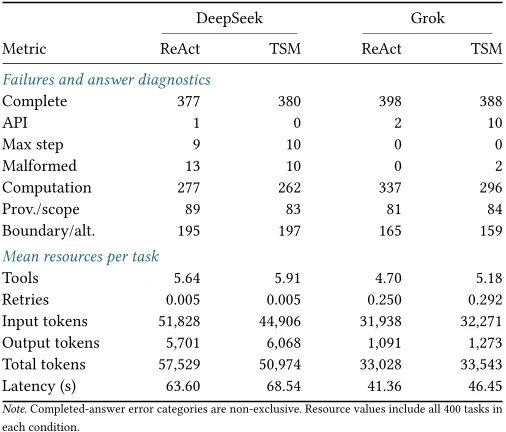 DeepSeek Grok
Metric ReAct TSM ReAct TSM
Failures and answer diagnostics
Complete 377 380 398 388
API 1 0 2 10
Max step 9 10 0 0
Malformed 13 10 0 2
Computation 277 262 337 296
Prov./scope 89 83 81 84
Boundary/alt. 195 197 165 159
Mean resources per task
Tools 5.64 5.91 4.70 5.18
Retries 0.005 0.005 0.250 0.292
Input tokens 51,828 44,906 31,938 32,271
Output tokens 5,701 6,068 1,091 1,273
Total tokens 57,529 50,974 33,028 33,543
Latency (s) 63.60 68.54 41.36 46.45
Note. Completed-answer error categories are non-exclusive. Resource values include all 400 tasks in
each condition.